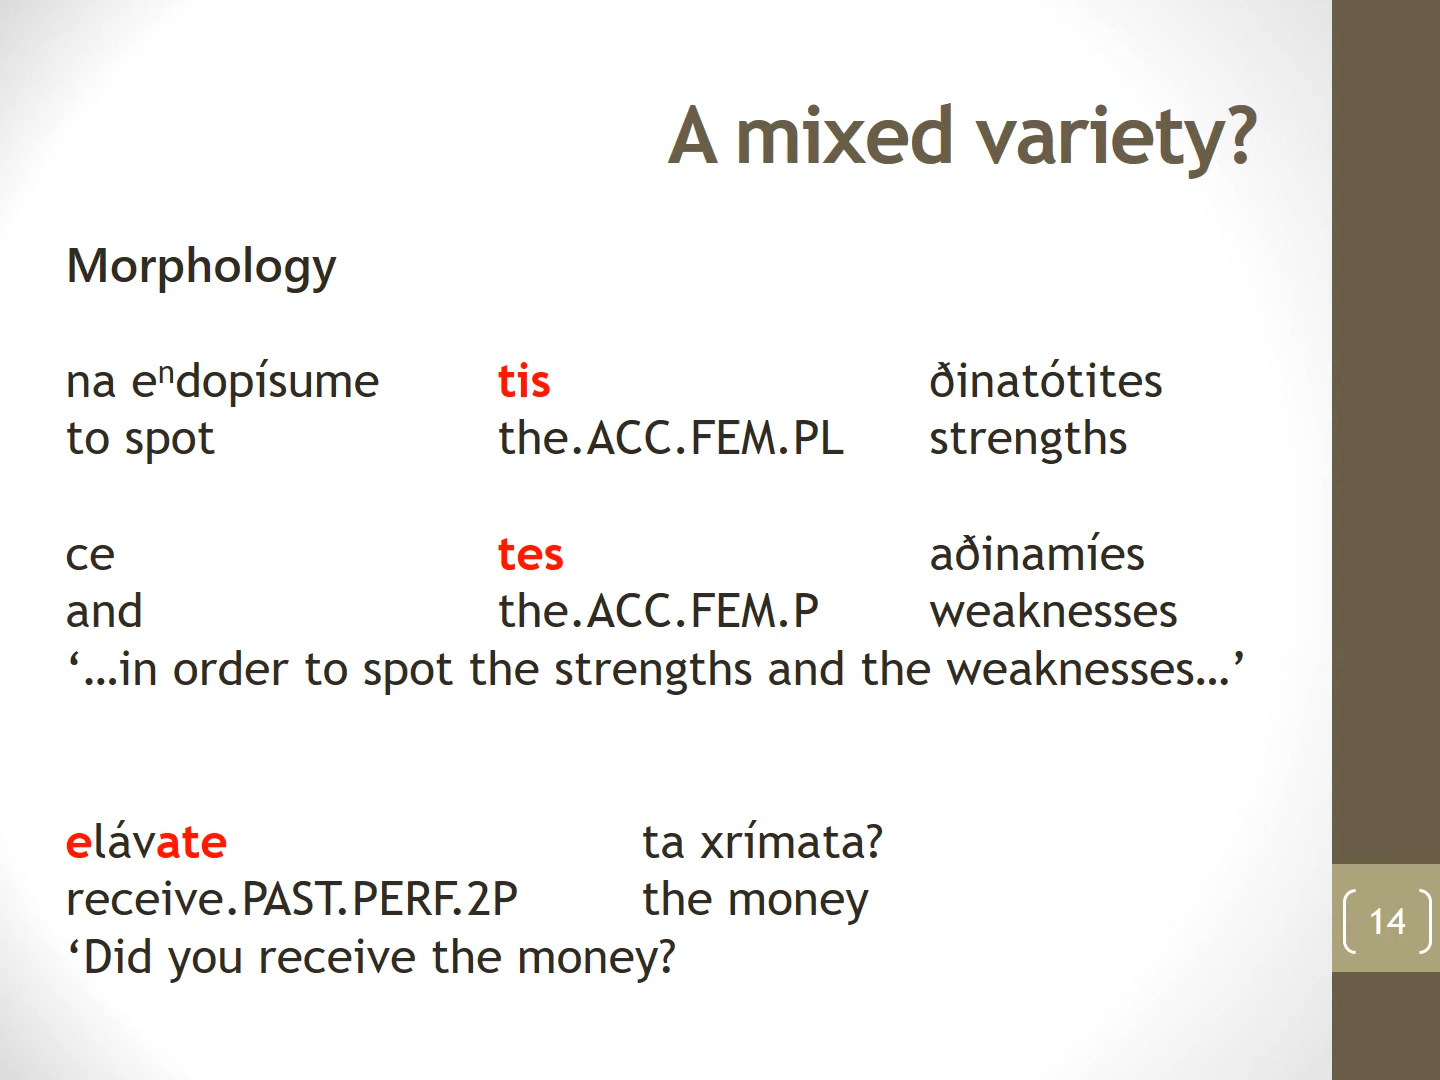 A mixed variety?
Morphology
na eⁿdopísume tis ðinatótites
to spot the.ACC.FEM.PL strengths
ce tes aðinamíes
and the.ACC.FEM.P weaknesses
‘…in order to spot the strengths and the weaknesses…’
elávate ta xrímata?
receive.PAST.PERF.2P the money
‘Did you receive the money?
14